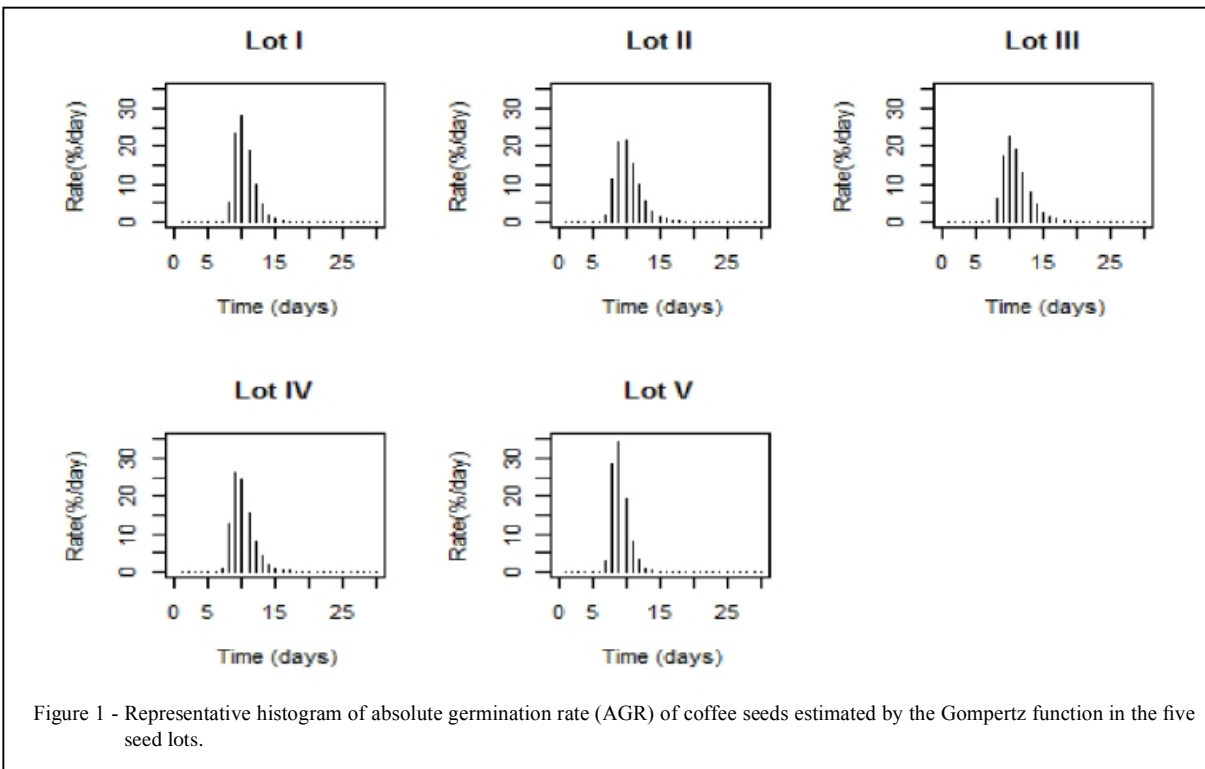 Lot I
Rate(%/day)
30
20
10
0
0 5 15 25
Time (days)
Lot II
Rate(%/day)
30
20
10
0
0 5 15 25
Time (days)
Lot III
Rate(%/day)
30
20
10
0
0 5 15 25
Time (days)
Lot IV
Rate(%/day)
30
20
10
0
0 5 15 25
Time (days)
Lot V
Rate(%/day)
30
20
10
0
0 5 15 25
Time (days)
Figure 1 - Representative histogram of absolute germination rate (AGR) of coffee seeds estimated by the Gompertz function in the five
seed lots.